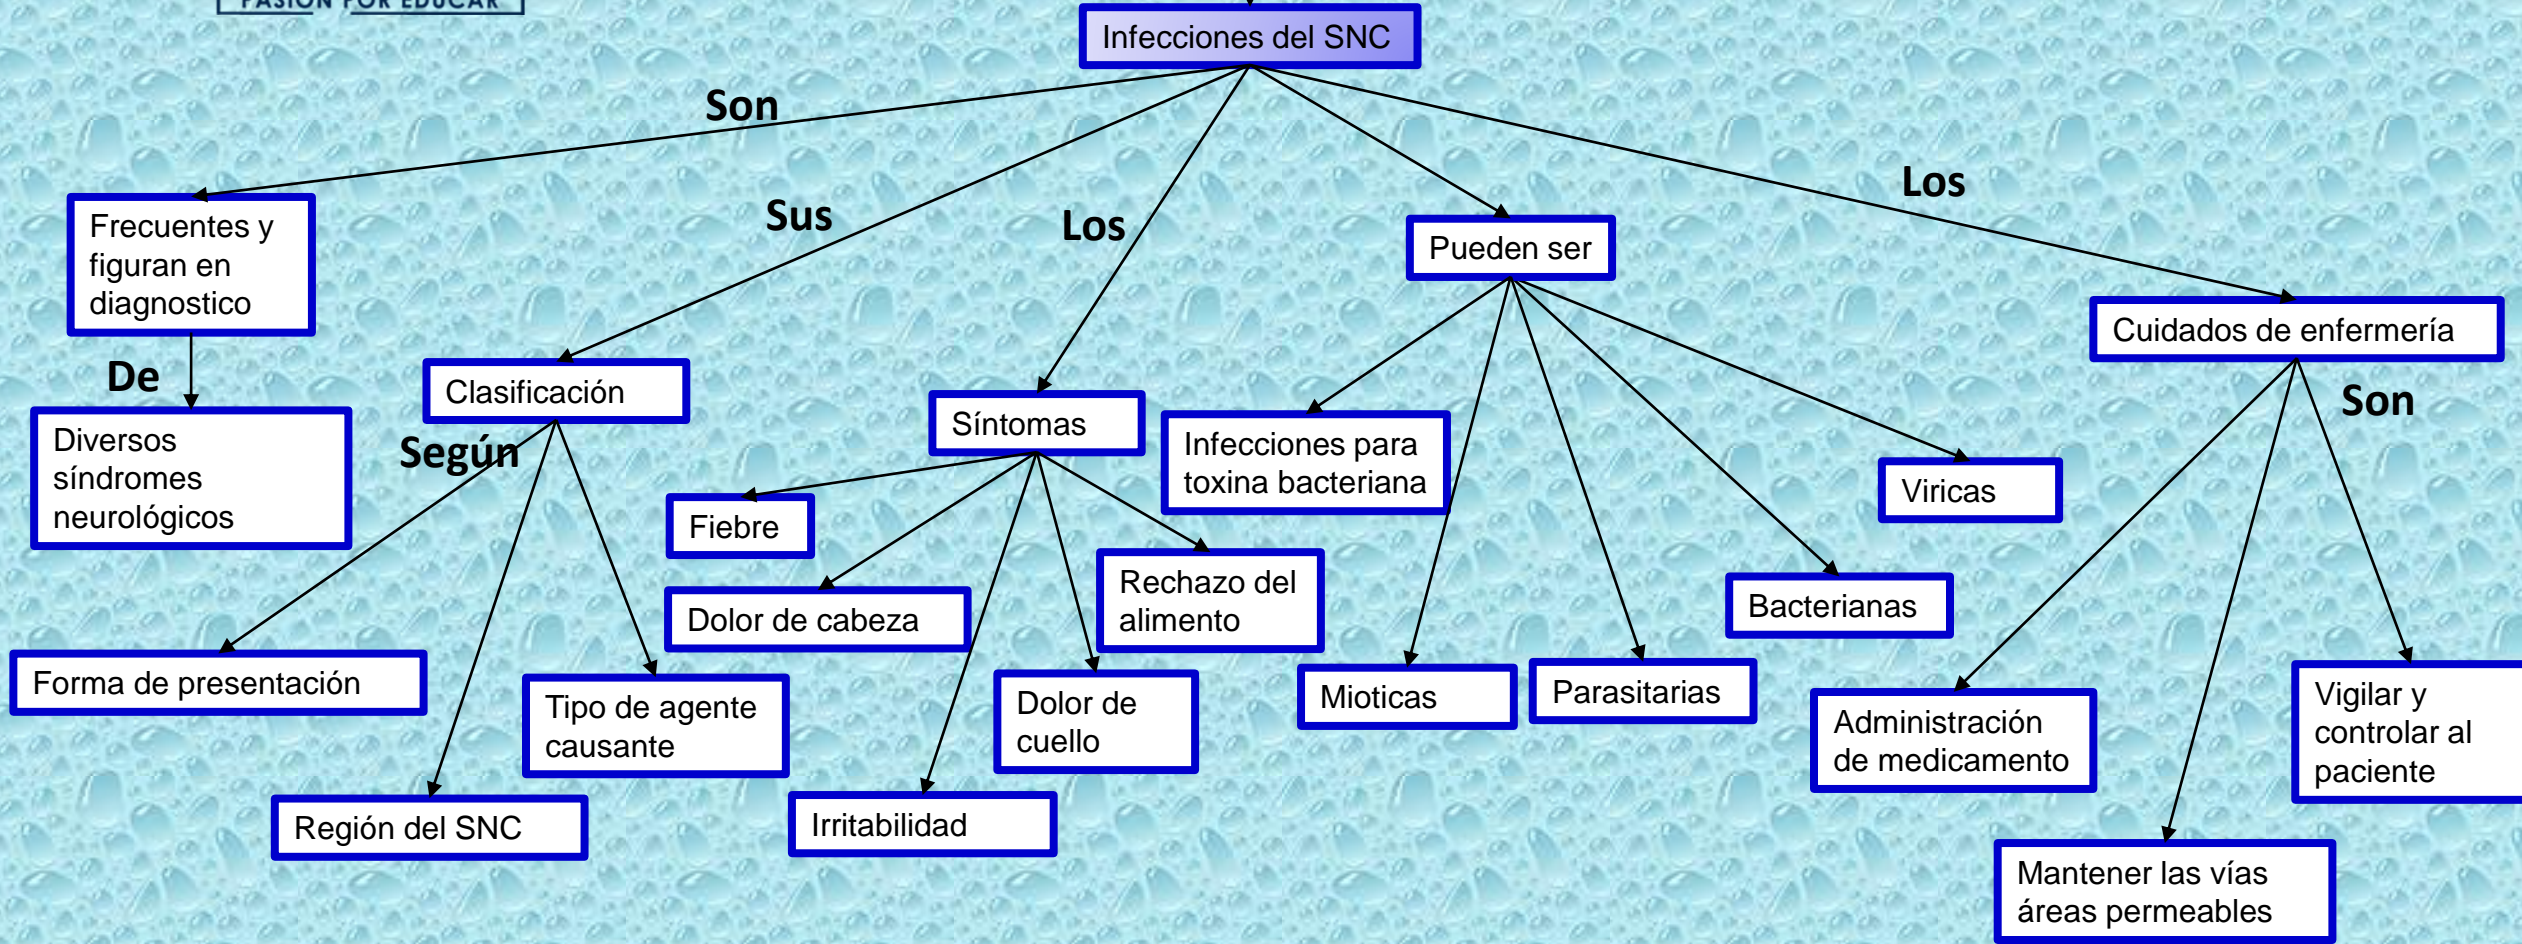 PASIÓN POR EDUCAR
Infecciones del SNC
Son
Sus
Los
Los
Frecuentes y
figuran en
diagnostico
De
Diversos
síndromes
neurológicos
Clasificación
Según
Forma de presentación
Región del SNC
Tipo de agente
causante
Síntomas
Fiebre
Dolor de cabeza
Irritabilidad
Dolor de
cuello
Rechazo del
alimento
Pueden ser
Infecciones para
toxina bacteriana
Mioticas
Parasitarias
Bacterianas
Viricas
Cuidados de enfermería
Son
Administración
de medicamento
Mantener las vías
áreas permeables
Vigilar y
controlar al
paciente